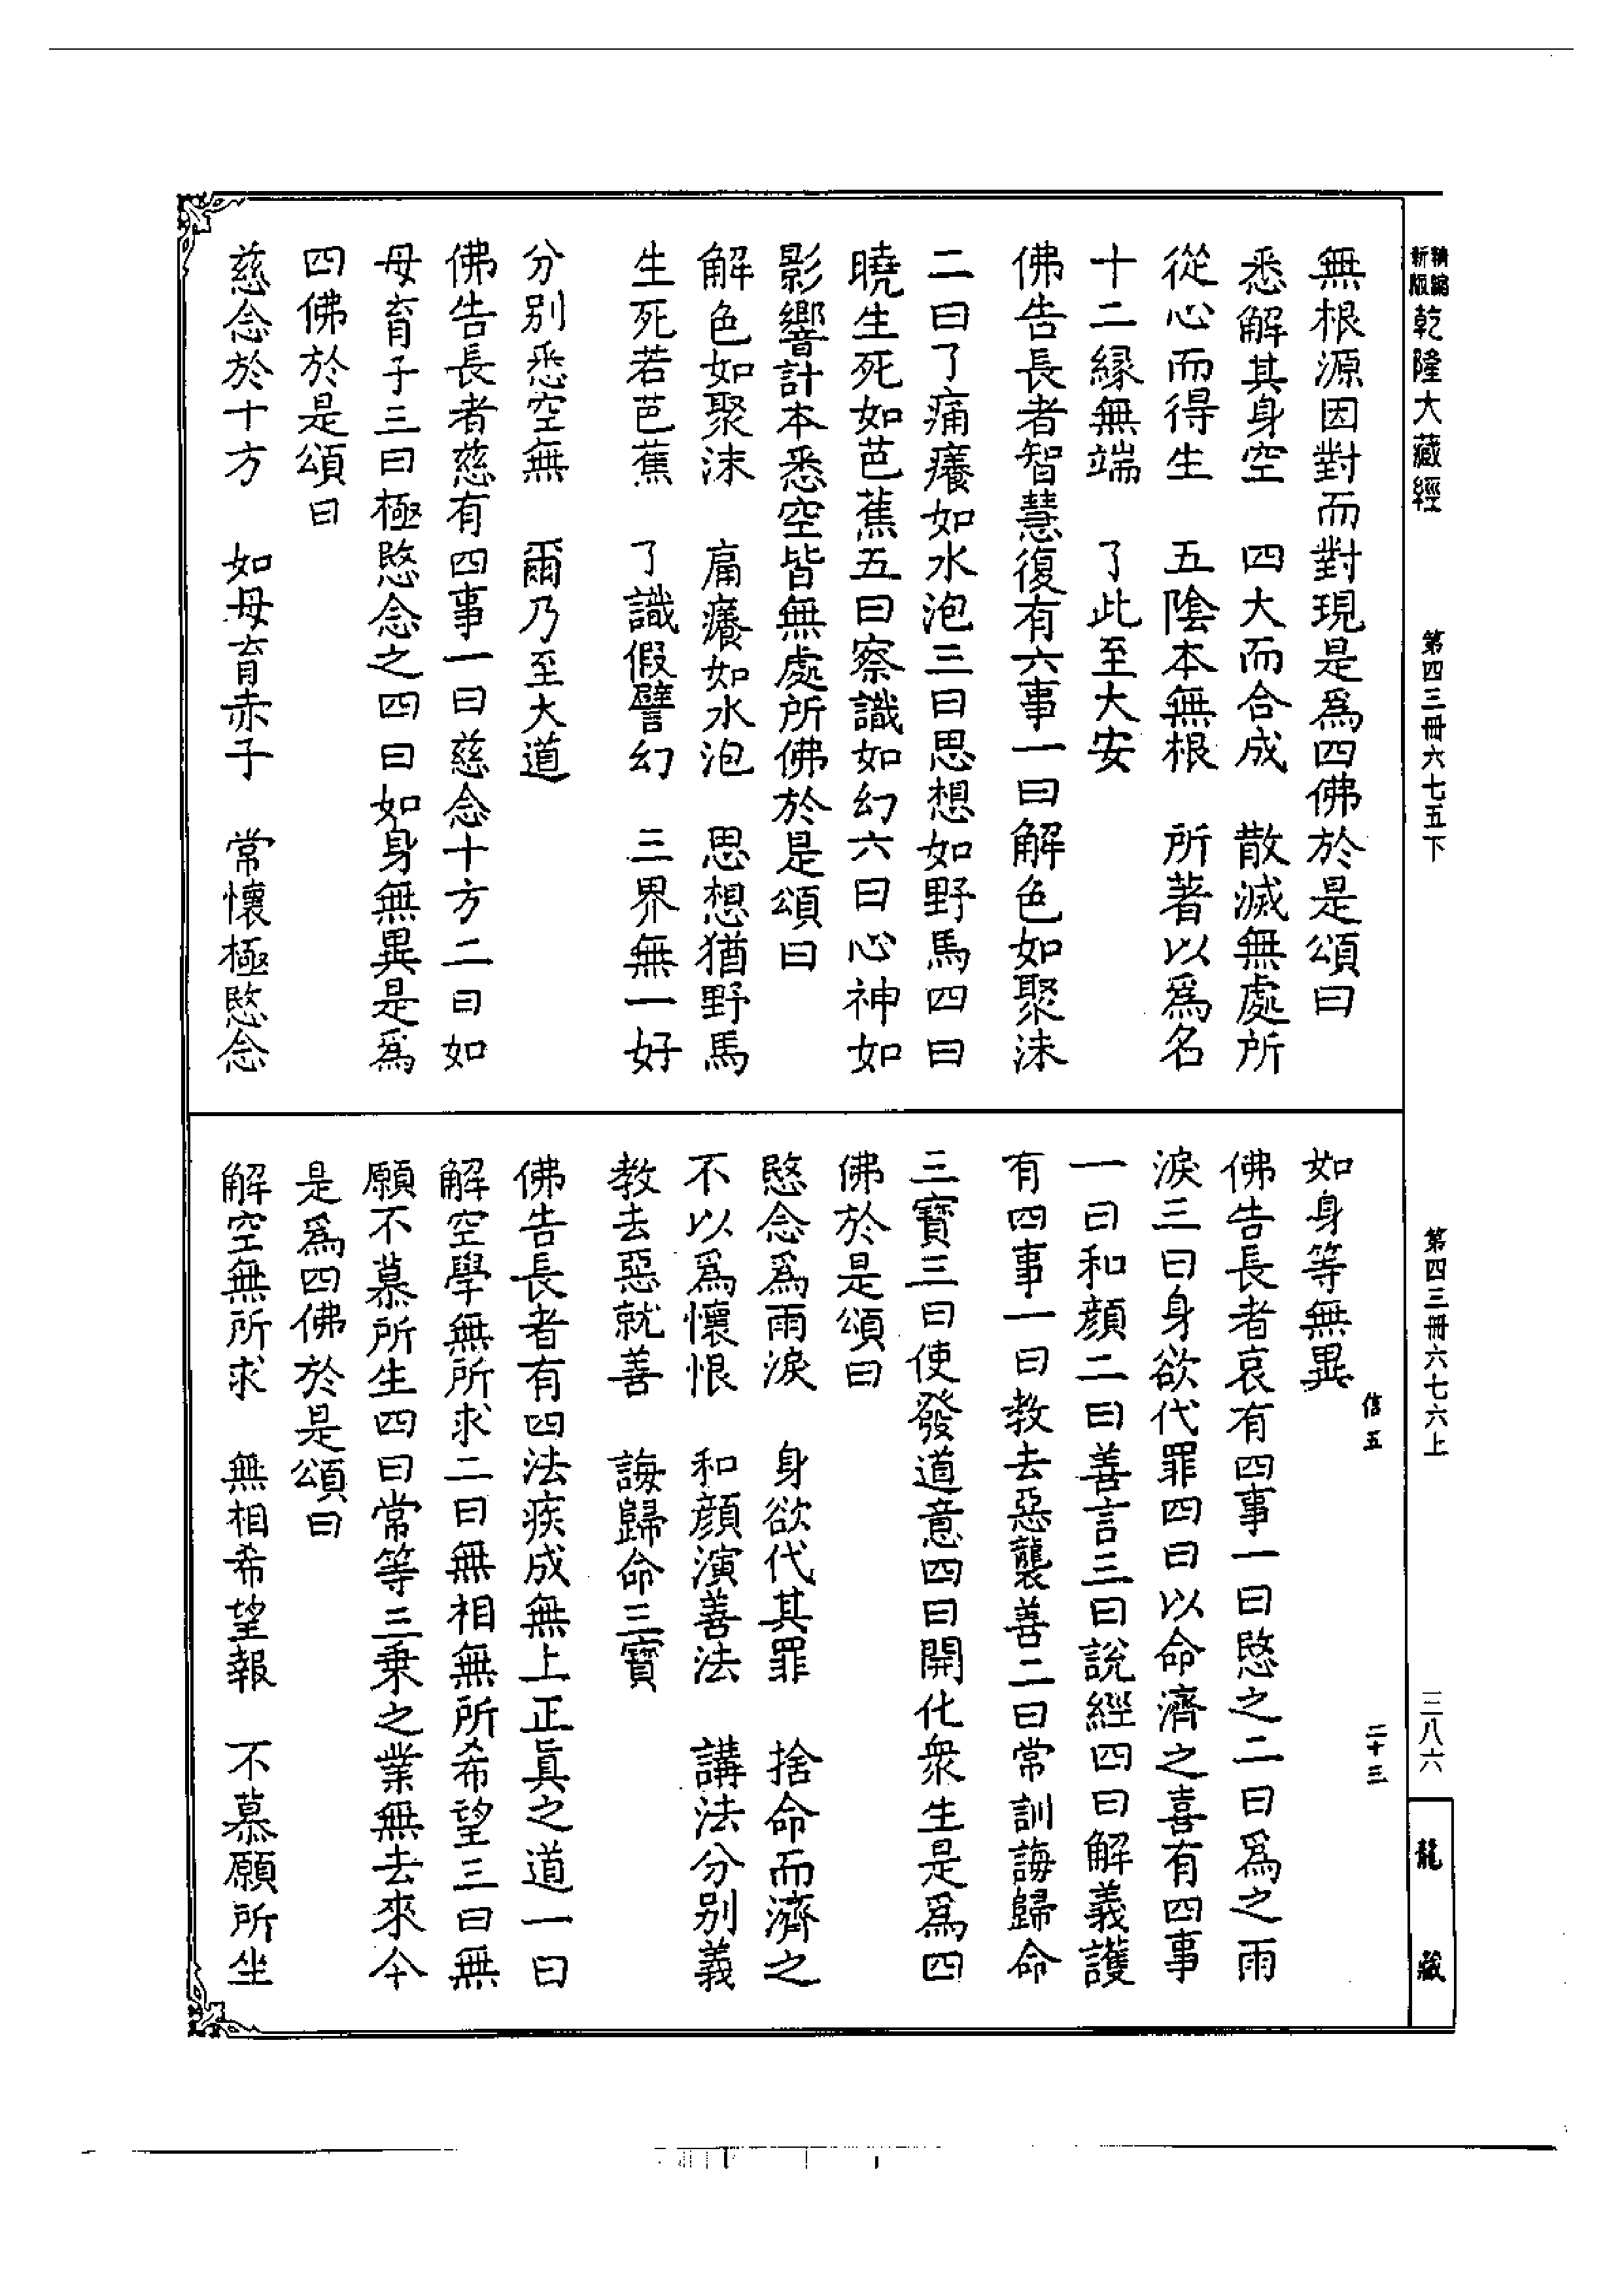 新編
新版
乾隆大藏經
第四三冊六七五下
第四三冊六七六上
三八六
龍藏
無根源因對而對現是爲四佛於是頌曰
悉解其身空　四大而合成　散滅無處所
從心而得生　五陰本無根　所著以爲名
十二緣無端　了此至大安
佛告長者智慧復有六事一曰解色如聚沫
二曰了痛癢如水泡三曰思想如野馬四曰
曉生死如芭蕉五曰察識如幻六曰心神如
影響計本悉空皆無處所佛於是頌曰
解色如聚沫　痛癢如水泡　思想猶野馬
生死若芭蕉　了識假譬幻　三界無一好
分別悉空無　爾乃至大道
佛告長者慈有四事一曰慈念十方二曰如
母育子三曰極愍念之四曰如身無異是爲
四佛於是頌曰
慈念於十方　如母育赤子　常懷極愍念
信五
二十三
如身等無異
佛告長者哀有四事一曰愍之二曰爲之雨
淚三曰身欲代罪四曰以命濟之喜有四事
一曰和顔二曰善言三曰說經四曰解義護
有四事一曰教去惡襲善二曰常訓誨歸命
三寶三曰使發道意四曰開化衆生是爲四
佛於是頌曰
愍念爲雨淚　身欲代其罪　捨命而濟之
不以爲懷恨　和顔演善法　講法分別義
教去惡就善　誨歸命三寶
佛告長者有四法疾成無上正眞之道一曰
解空學無所求二曰無相無所希望三曰無
願不慕所生四曰常等三乘之業無去來今
是爲四佛於是頌曰
解空無所求　無相希望報　不慕願所生